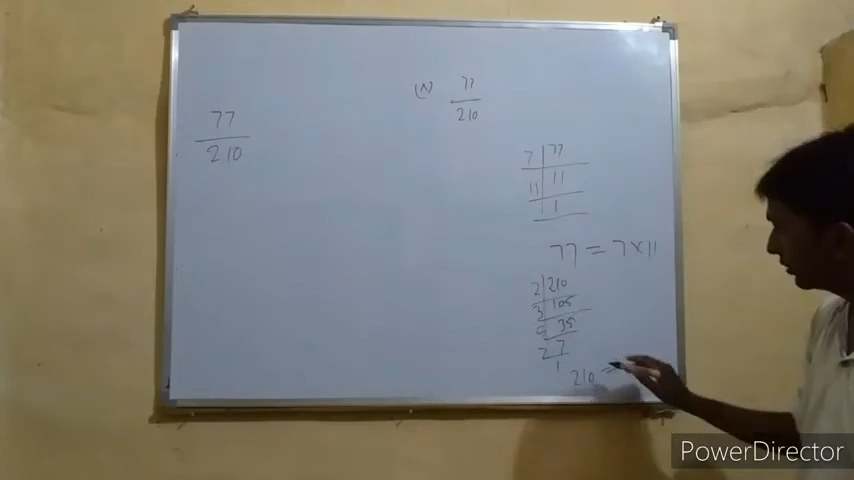 77
210
(x) 77
210
7 | 77
11 | 11
1
77 = 7 x 11
2 | 210
3 | 105
5 | 35
7 | 7
1
210 =
PowerDirector